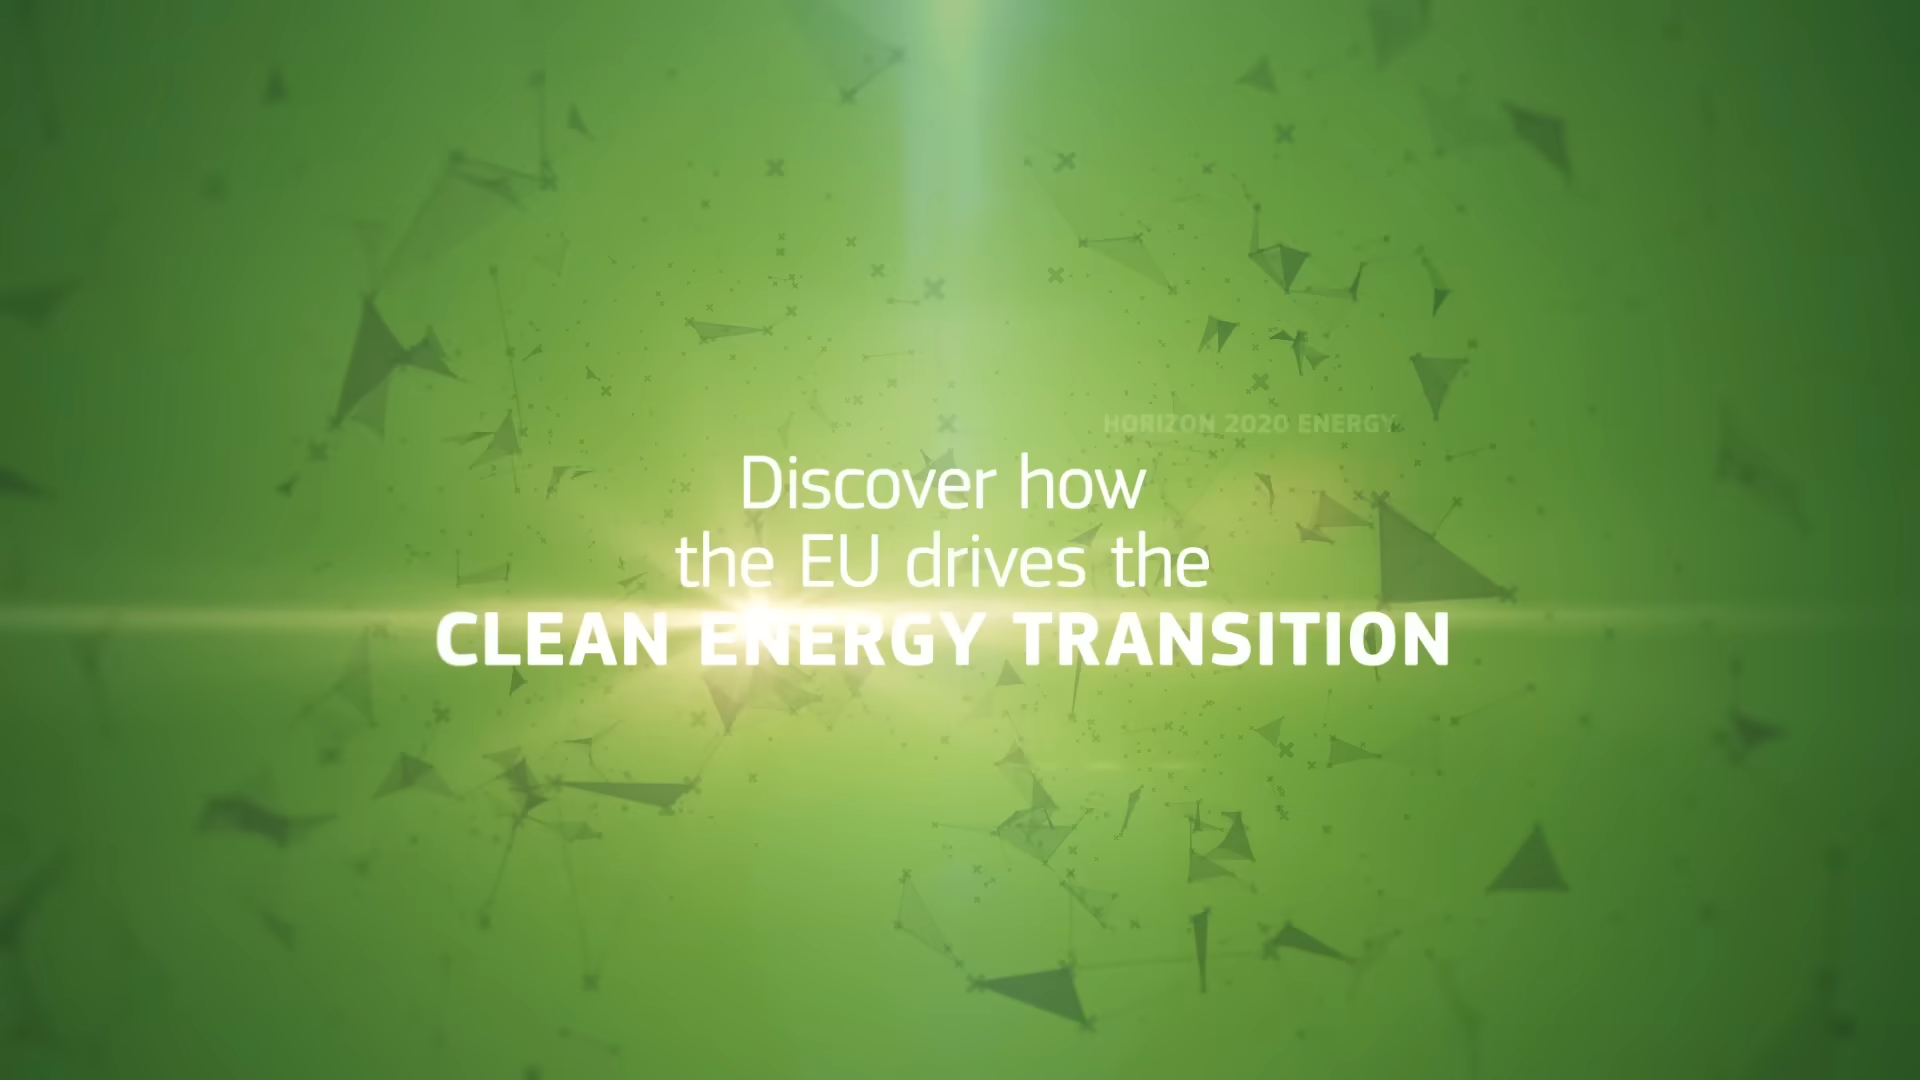 HORIZON 2020 ENERGY
Discover how
the EU drives the
CLEAN ENERGY TRANSITION